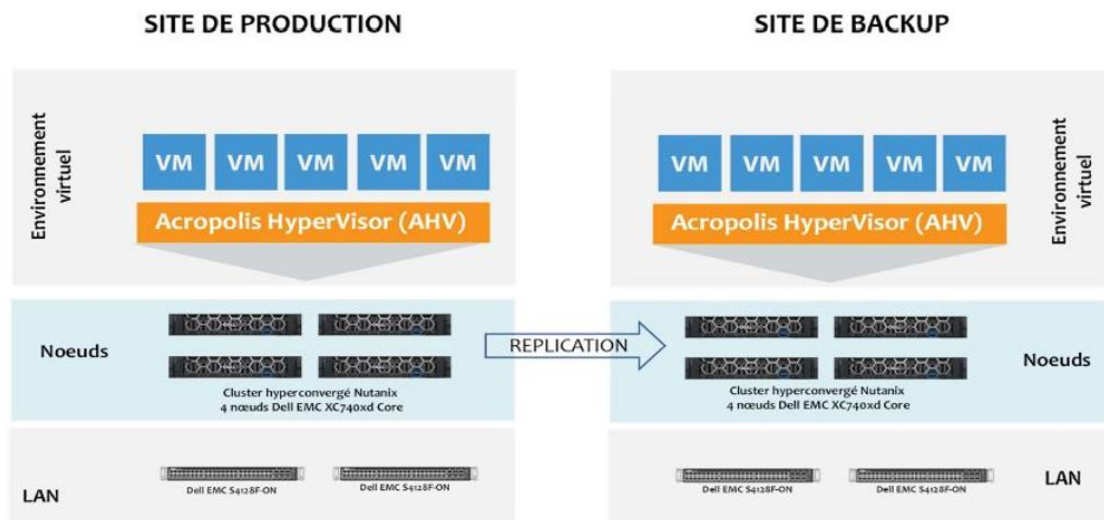 SITE DE PRODUCTION
SITE DE BACKUP
Environnement
virtuel
VM VM VM VM VM
Acropolis HyperVisor (AHV)
VM VM VM VM VM
Acropolis HyperVisor (AHV)
Environnement
virtuel
Noeuds
Cluster hyperconvergé Nutanix
4 nœuds Dell EMC XC740xd Core
REPLICATION
Cluster hyperconvergé Nutanix
4 nœuds Dell EMC XC740xd Core
Noeuds
LAN
Dell EMC S4128F-ON
Dell EMC S4128F-ON
Dell EMC S4128F-ON
Dell EMC S4128F-ON
LAN